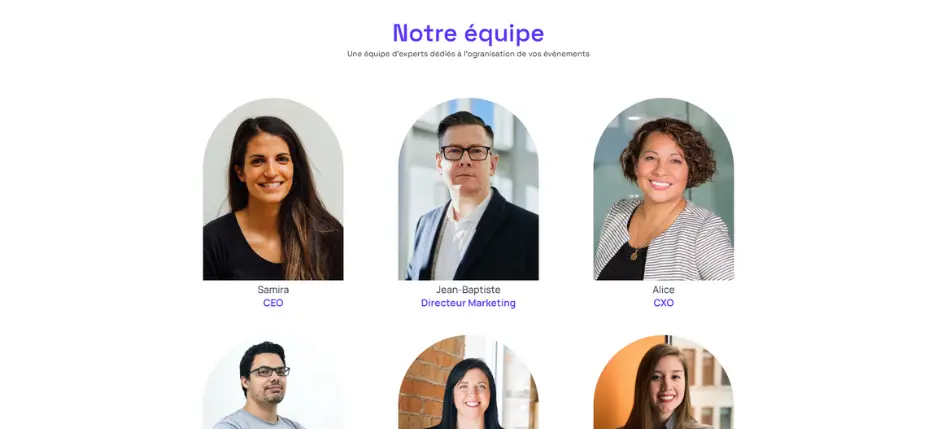 Notre équipe
Une équipe d'experts dédiés à l'ogranisation de vos événements
Samira
Jean-Baptiste
Alice
CEO
Directeur Marketing
CXO